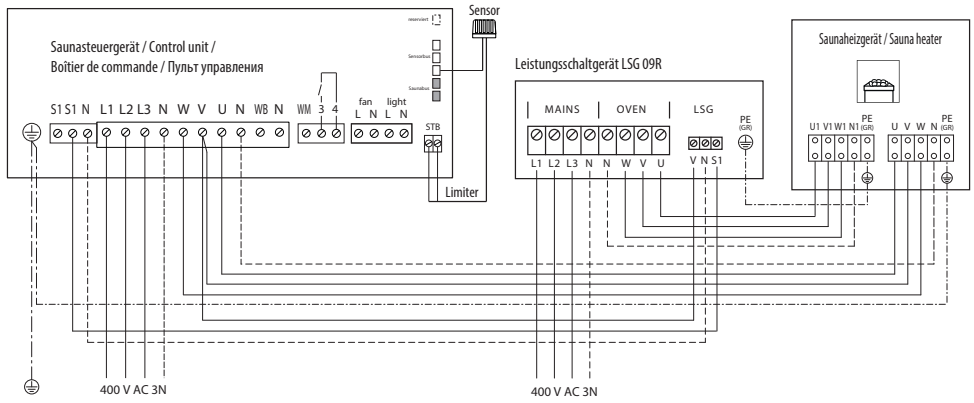 reserviert
Sensor
Saunasteuergerät / Control unit /
Boîtier de commande / Пульт управления
Sensorbus
Saunabus
S1 S1 N L1 L2 L3 N W V U N WB N
WM 3 4
fan light
L N L N
STB
Limiter
Leistungsschaltgerät LSG 09R
MAINS OVEN LSG
PE
(GR)
L1 L2 L3 N N W V U
V N S1
Saunaheizgerät / Sauna heater
PE PE
U1 V1 W1 N1 (GR) U V W N (GR)
400 V AC 3N
400 V AC 3N